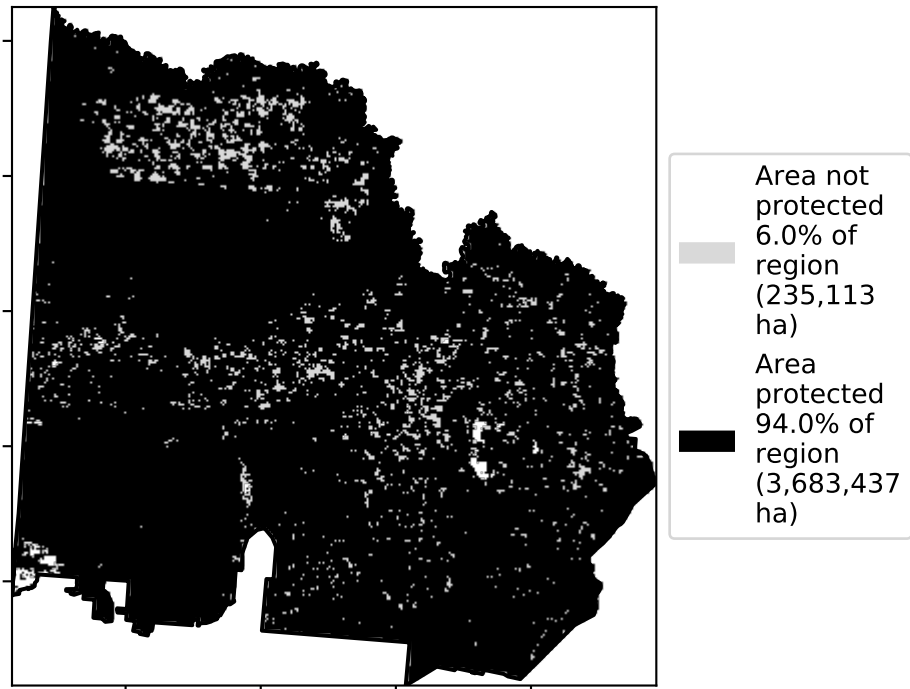 Area not
protected
6.0% of
region
(235,113
ha)
Area
protected
94.0% of
region
(3,683,437
ha)